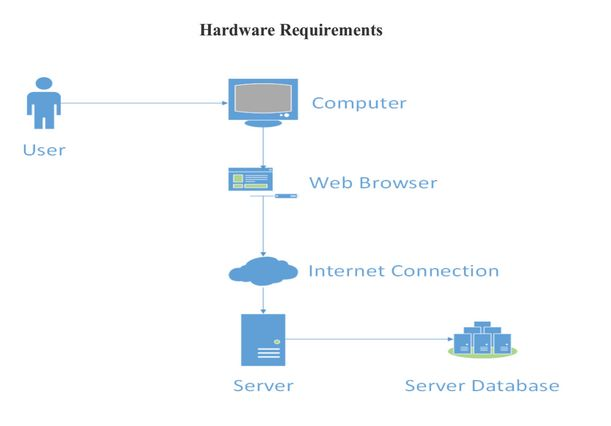 Hardware Requirements
Computer
User
Web Browser
Internet Connection
Server
Server Database